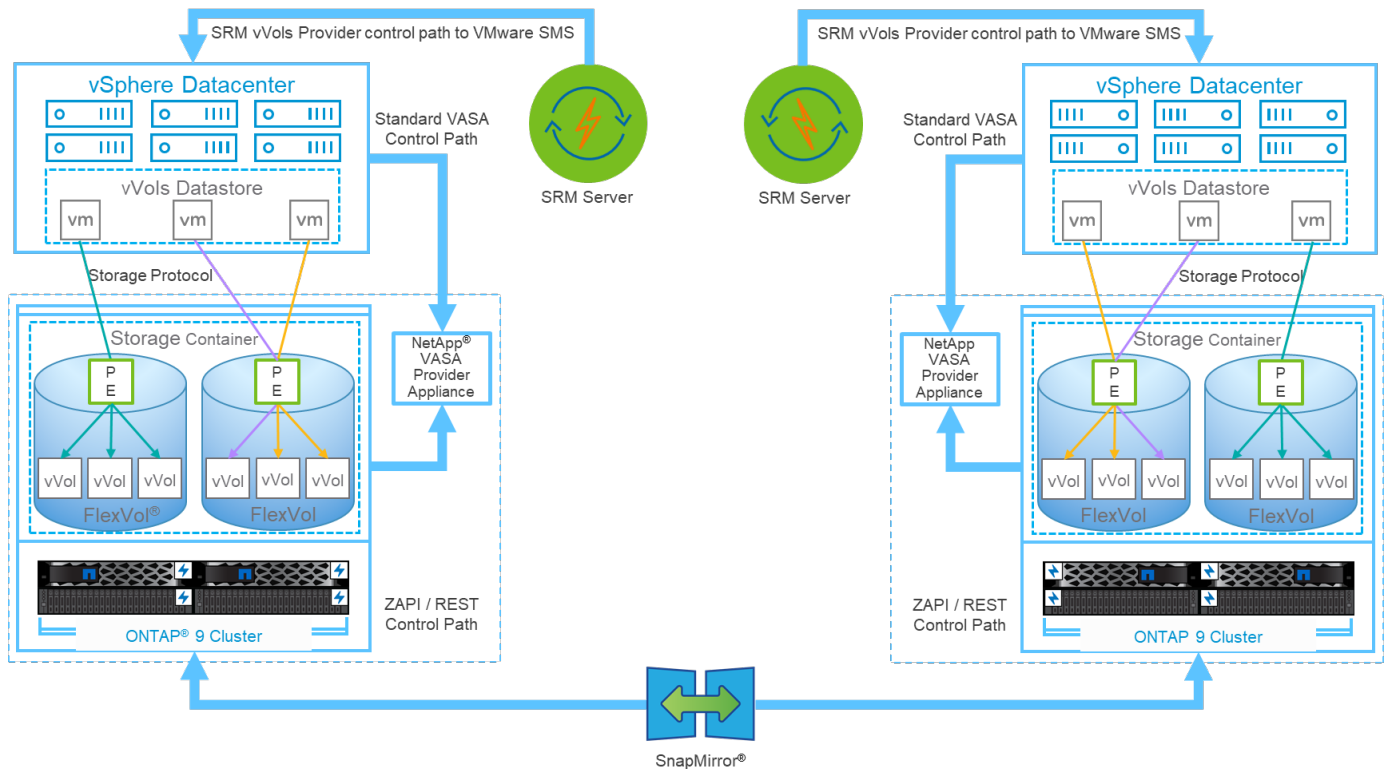 SRM vVols Provider control path to VMware SMS
vSphere Datacenter
Standard VASA
Control Path
SRM Server
vVols Datastore
vm
vm
vm
Storage Protocol
Storage Container
P
E
P
E
vVol
vVol
vVol
vVol
vVol
vVol
FlexVol®
FlexVol
NetApp®
VASA
Provider
Appliance
ZAPI / REST
Control Path
ONTAP® 9 Cluster
SRM vVols Provider control path to VMware SMS
SRM Server
Standard VASA
Control Path
vSphere Datacenter
vVols Datastore
vm
vm
vm
Storage Protocol
NetApp
VASA
Provider
Appliance
Storage Container
P
E
P
E
vVol
vVol
vVol
vVol
vVol
vVol
FlexVol
FlexVol
ZAPI / REST
Control Path
ONTAP 9 Cluster
SnapMirror®